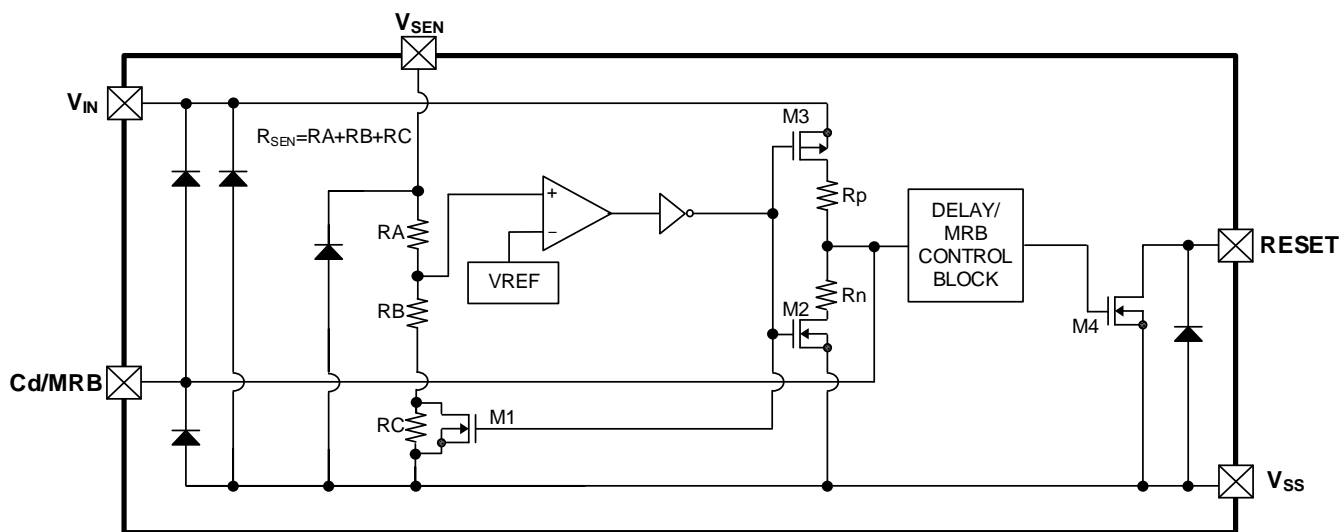 VSEN
VIN
RSEN=RA+RB+RC
M3
Rp
RA
+
−
VREF
DELAY/
MRB
CONTROL
BLOCK
RESET
RB
Rn
M2
M4
Cd/MRB
RC
M1
VSS